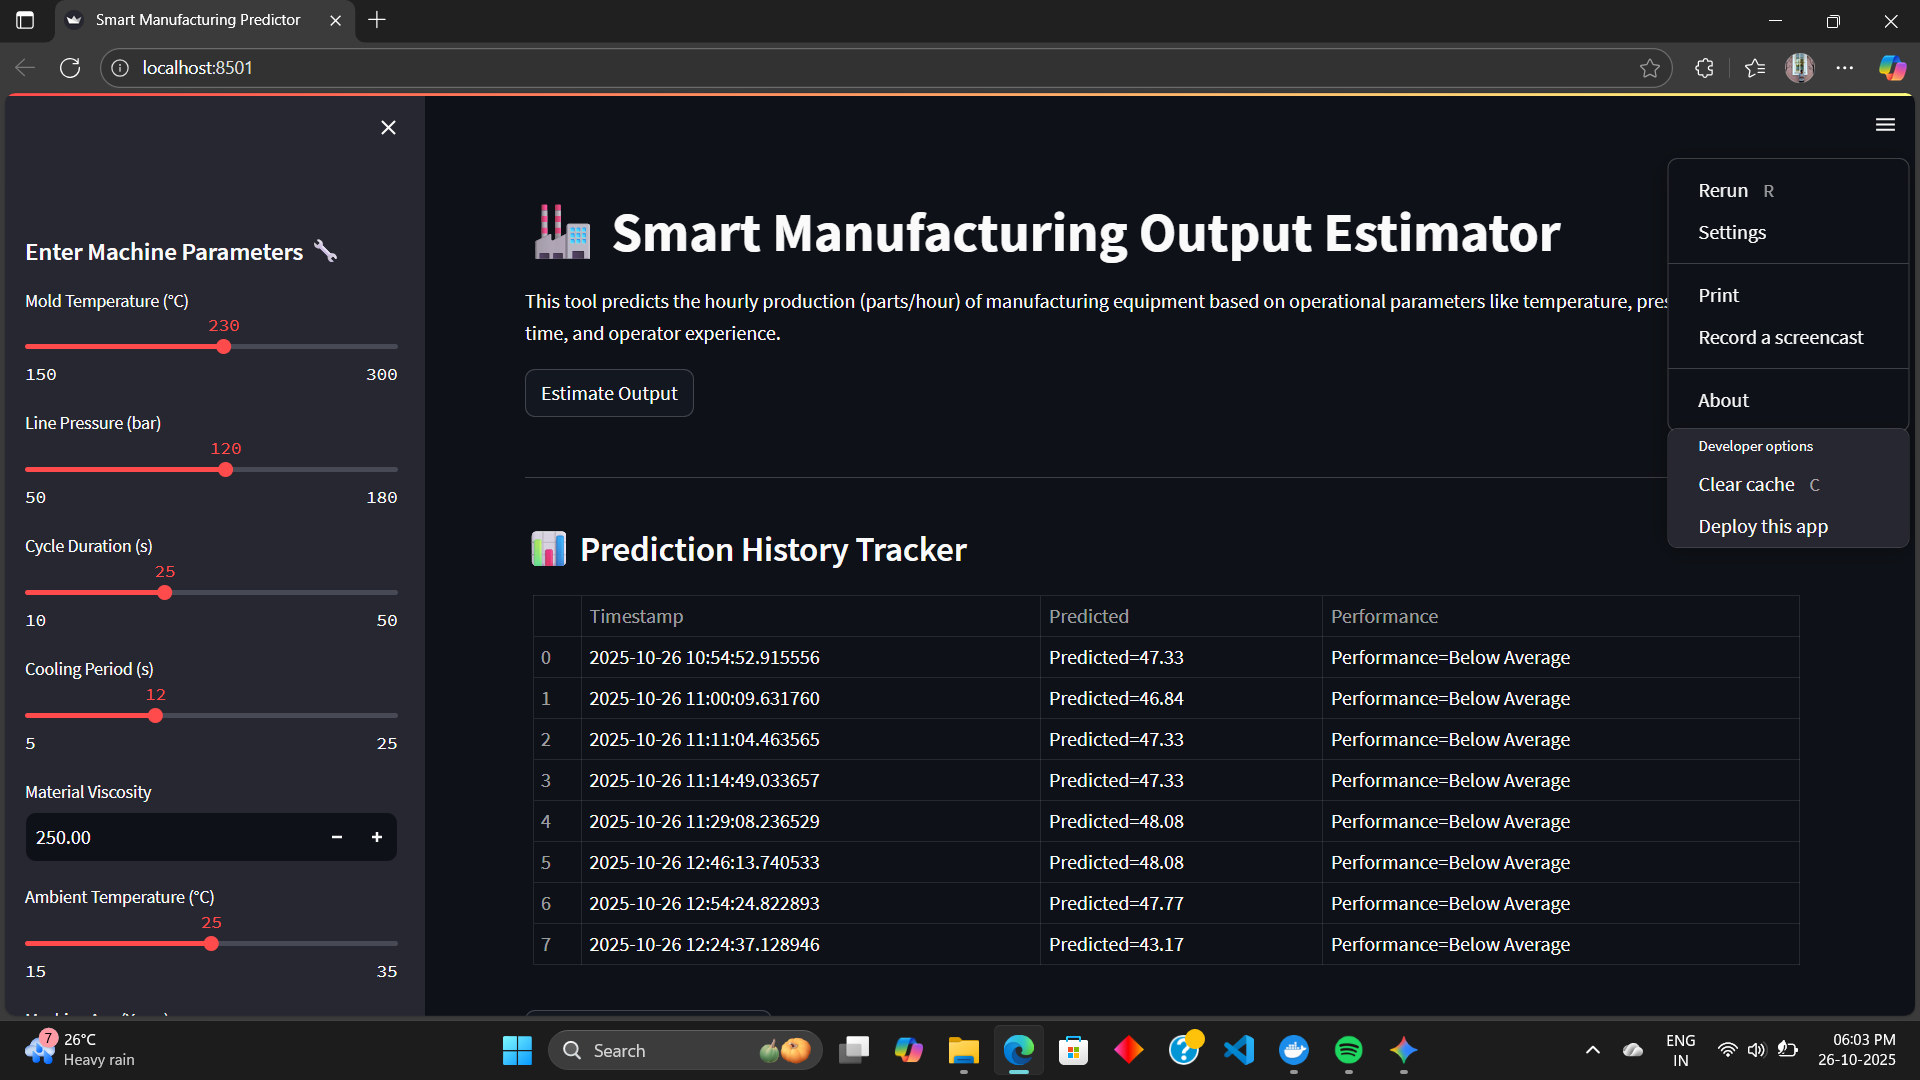 Smart Manufacturing Predictor
localhost:8501
Enter Machine Parameters
Mold Temperature (°C)
230
150 300
Line Pressure (bar)
120
50 180
Cycle Duration (s)
25
10 50
Cooling Period (s)
12
5 25
Material Viscosity
250.00
Ambient Temperature (°C)
25
15 35
Smart Manufacturing Output Estimator
This tool predicts the hourly production (parts/hour) of manufacturing equipment based on operational parameters like temperature,
time, and operator experience.
Estimate Output
Prediction History Tracker
Timestamp Predicted Performance
0 2025-10-26 10:54:52.915556 Predicted=47.33 Performance=Below Average
1 2025-10-26 11:00:09.631760 Predicted=46.84 Performance=Below Average
2 2025-10-26 11:11:04.463565 Predicted=47.33 Performance=Below Average
3 2025-10-26 11:14:49.033657 Predicted=47.33 Performance=Below Average
4 2025-10-26 11:29:08.236529 Predicted=48.08 Performance=Below Average
5 2025-10-26 12:46:13.740533 Predicted=48.08 Performance=Below Average
6 2025-10-26 12:54:24.822893 Predicted=47.77 Performance=Below Average
7 2025-10-26 12:24:37.128946 Predicted=43.17 Performance=Below Average
Rerun R
Settings
Print
Record a screencast
About
Developer options
Clear cache C
Deploy this app
7
26°C
Heavy rain
Search
ENG
IN
06:03 PM
26-10-2025